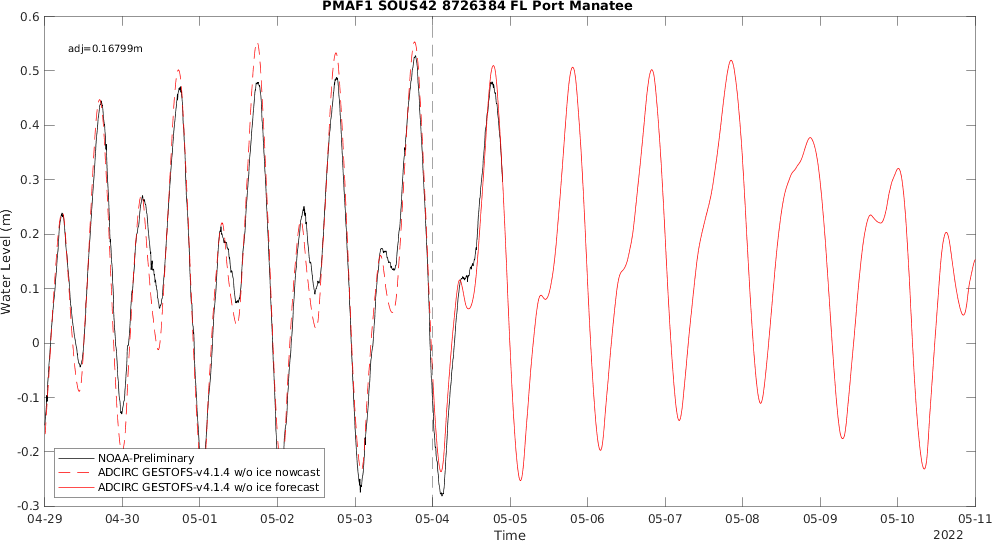 PMAF1 SOUS42 8726384 FL Port Manatee
adj=0.16799m
Water Level (m)
0.6
0.5
0.4
0.3
0.2
0.1
0
-0.1
-0.2
-0.3
NOAA-Preliminary
ADCIRC GESTOFS-v4.1.4 w/o ice nowcast
ADCIRC GESTOFS-v4.1.4 w/o ice forecast
04-29 04-30 05-01 05-02 05-03 05-04 05-05 05-06 05-07 05-08 05-09 05-10 05-11
Time
2022